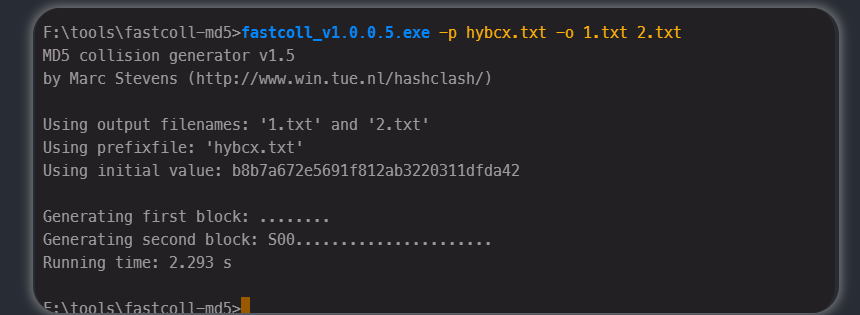 F:\tools\fastcoll-md5>fastcoll_v1.0.0.5.exe -p hybcx.txt -o 1.txt 2.txt
MD5 collision generator v1.5
by Marc Stevens (http://www.win.tue.nl/hashclash/)
Using output filenames: '1.txt' and '2.txt'
Using prefixfile: 'hybcx.txt'
Using initial value: b8b7a672e5691f812ab3220311dfda42
Generating first block: ........
Generating second block: S00......................
Running time: 2.293 s
F:\tools\fastcoll-md5>